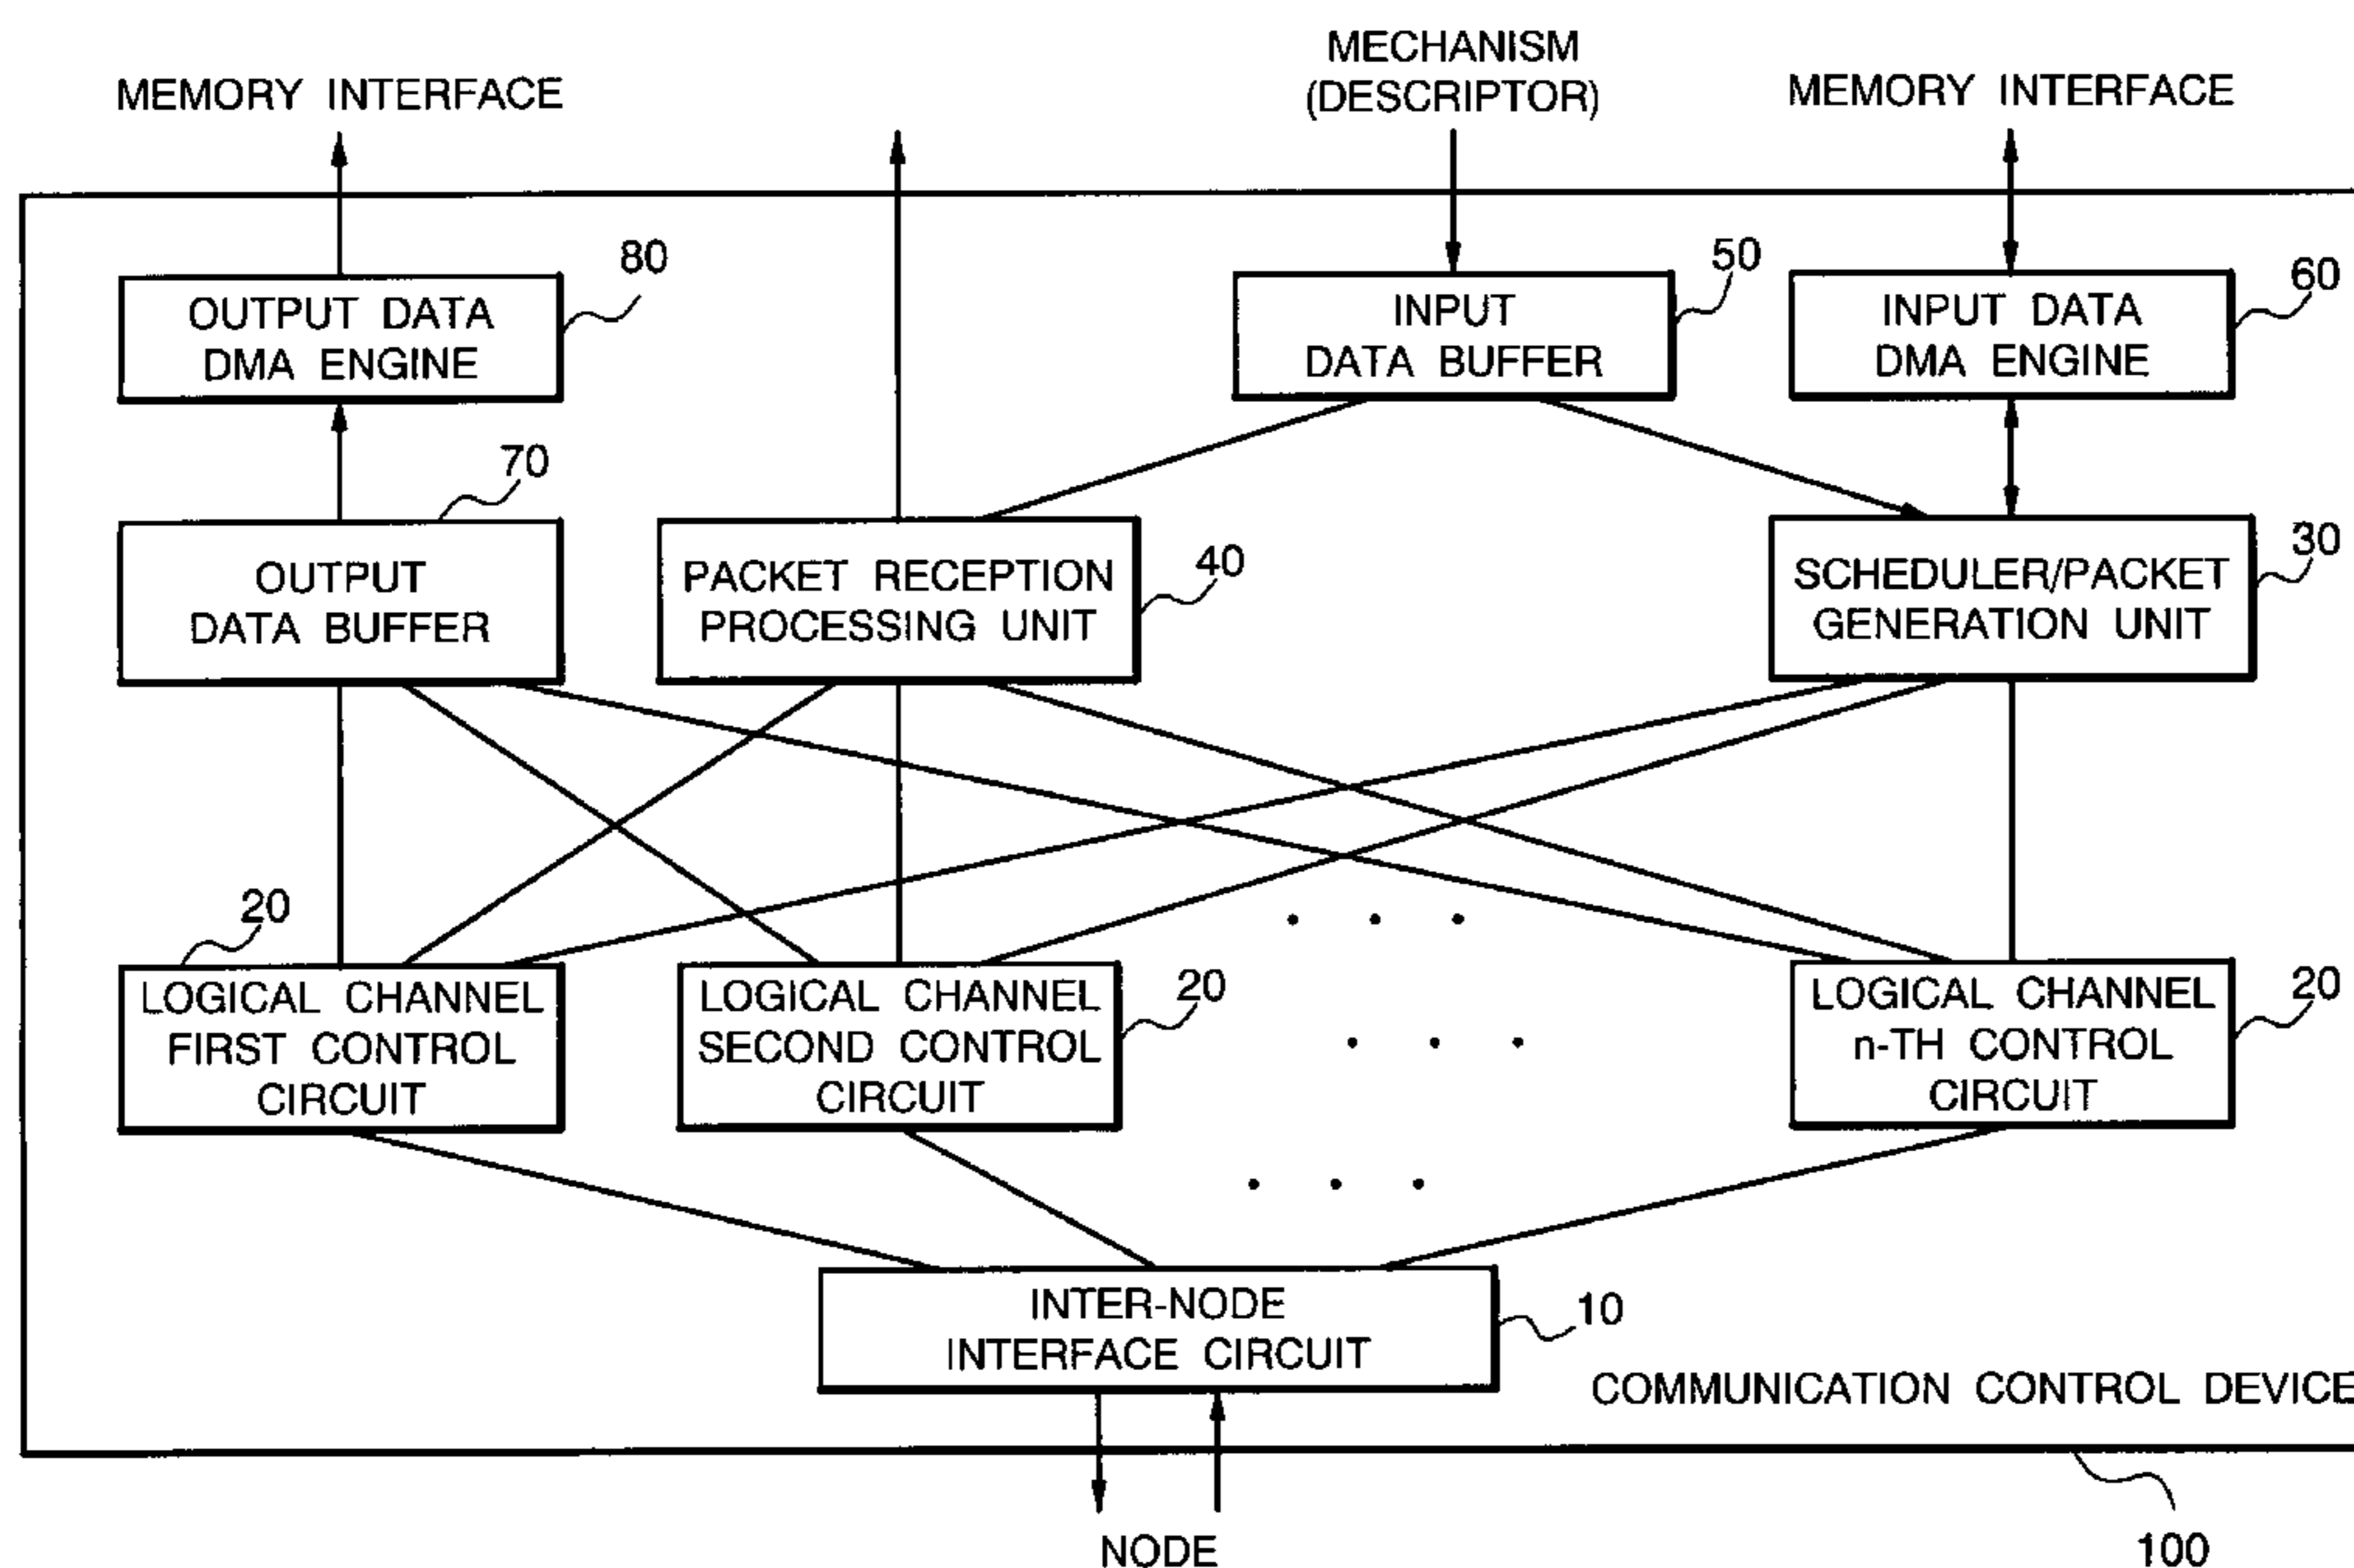 MECHANISM
(DESCRIPTOR)
MEMORY INTERFACE
MEMORY INTERFACE
80
50
60
OUTPUT DATA
DMA ENGINE
INPUT
DATA BUFFER
INPUT DATA
DMA ENGINE
70
OUTPUT
DATA BUFFER
PACKET RECEPTION
PROCESSING UNIT
40
SCHEDULER/PACKET
GENERATION UNIT
30
20
LOGICAL CHANNEL
FIRST CONTROL
CIRCUIT
LOGICAL CHANNEL
SECOND CONTROL
CIRCUIT
20
LOGICAL CHANNEL
n-TH CONTROL
CIRCUIT
20
INTER-NODE
INTERFACE CIRCUIT
10
COMMUNICATION CONTROL DEVICE
NODE
100